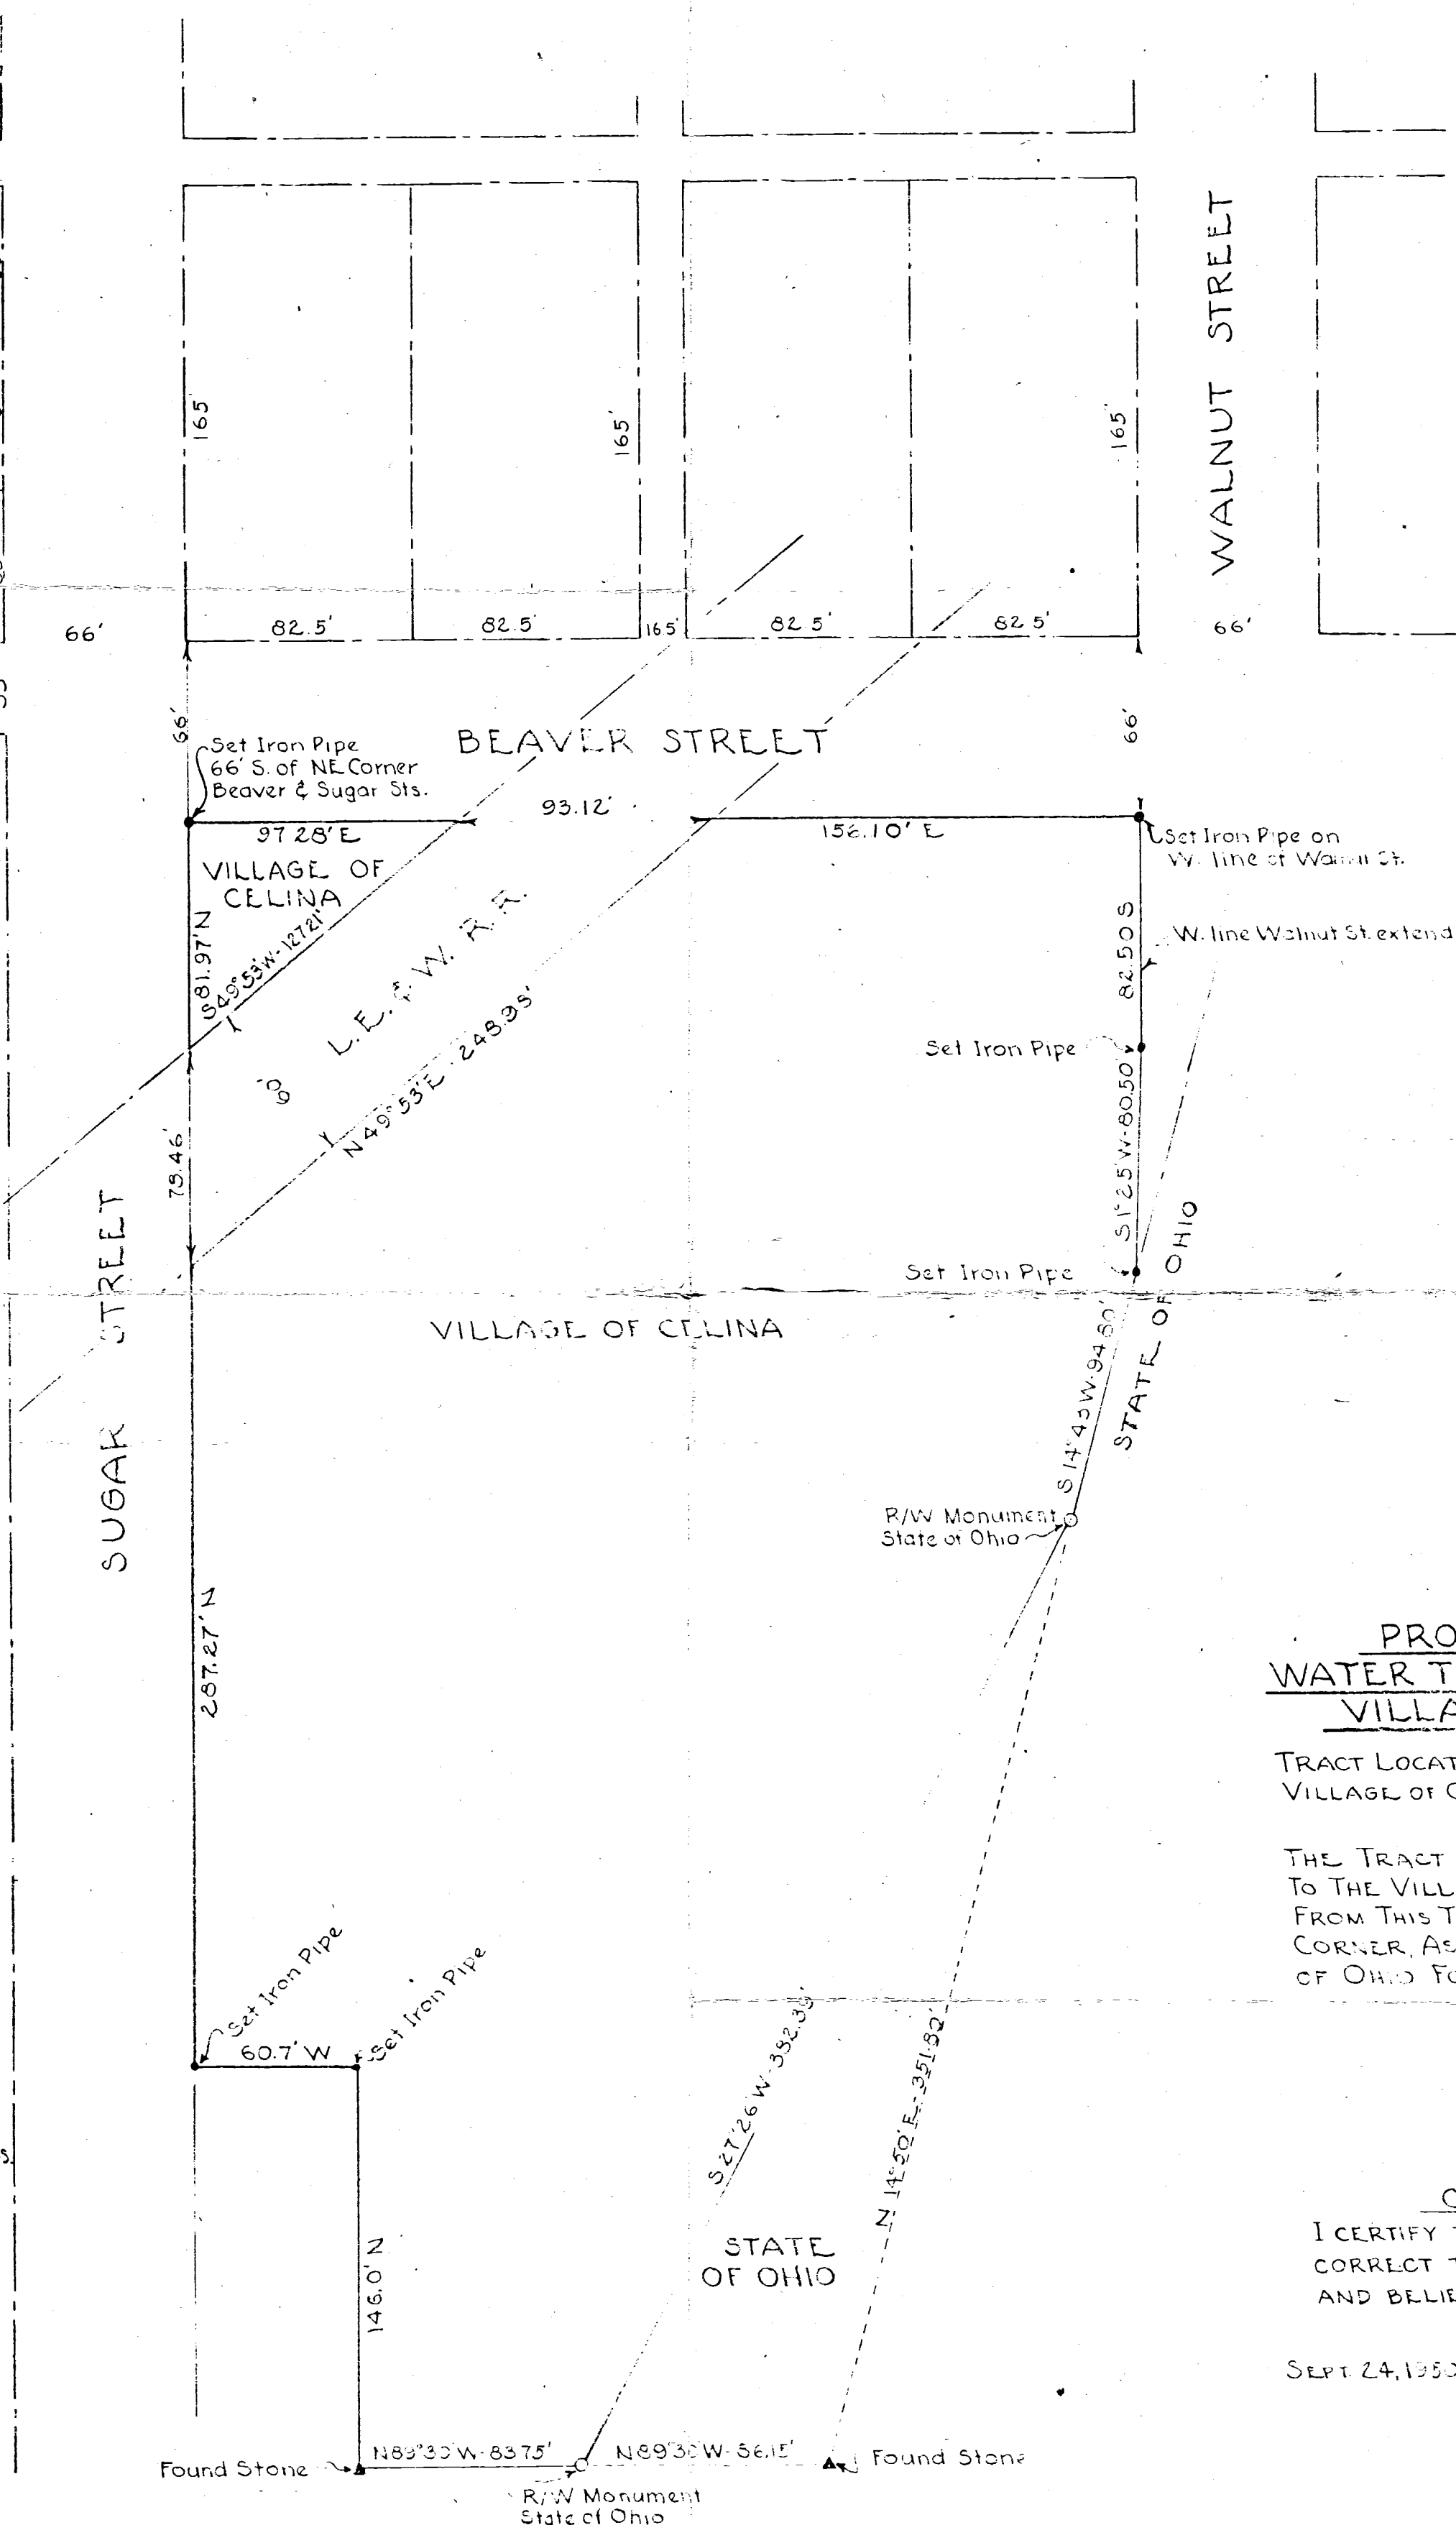 WALNUT STREET
165'
165'
165'
66'
82.5'
82.5'
16.5'
82.5'
82.5'
66'
66'
66'
Set Iron Pipe
66' S. of NE Corner
Beaver & Sugar Sts.
BEAVER STREET
93.12'
97.28' E
156.10' E
Set Iron Pipe on
W. line of Walnut St.
VILLAGE OF
CELINA
81.97' N
S49°53'W-127.21'
L. E. & W. R. R.
60'
N49°53'E-248.95'
82.50 S
W. line Walnut St. extend
Set Iron Pipe
S1°25'W-80.50'
78.46'
Set Iron Pipe
STATE OF OHIO
VILLAGE OF CELINA
SUGAR STREET
S14°43'W-94.80'
R/W Monument
State of Ohio
287.27' N
PRO
WATER T
VILLA
TRACT LOCAT
VILLAGE OF C
THE TRACT
TO THE VILL
FROM THIS T
CORNER, AS
OF OHIO FO
Set Iron Pipe
Set Iron Pipe
60.7' W
S27°26'W-392.39'
N 14°50'E-351.82'
146.0' N
STATE
OF OHIO
C
I CERTIFY T
CORRECT T
AND BELIE
SEPT. 24, 1950
Found Stone
N89°30'W-83.75'
N89°30'W-56.15'
Found Stone
R/W Monument
State of Ohio